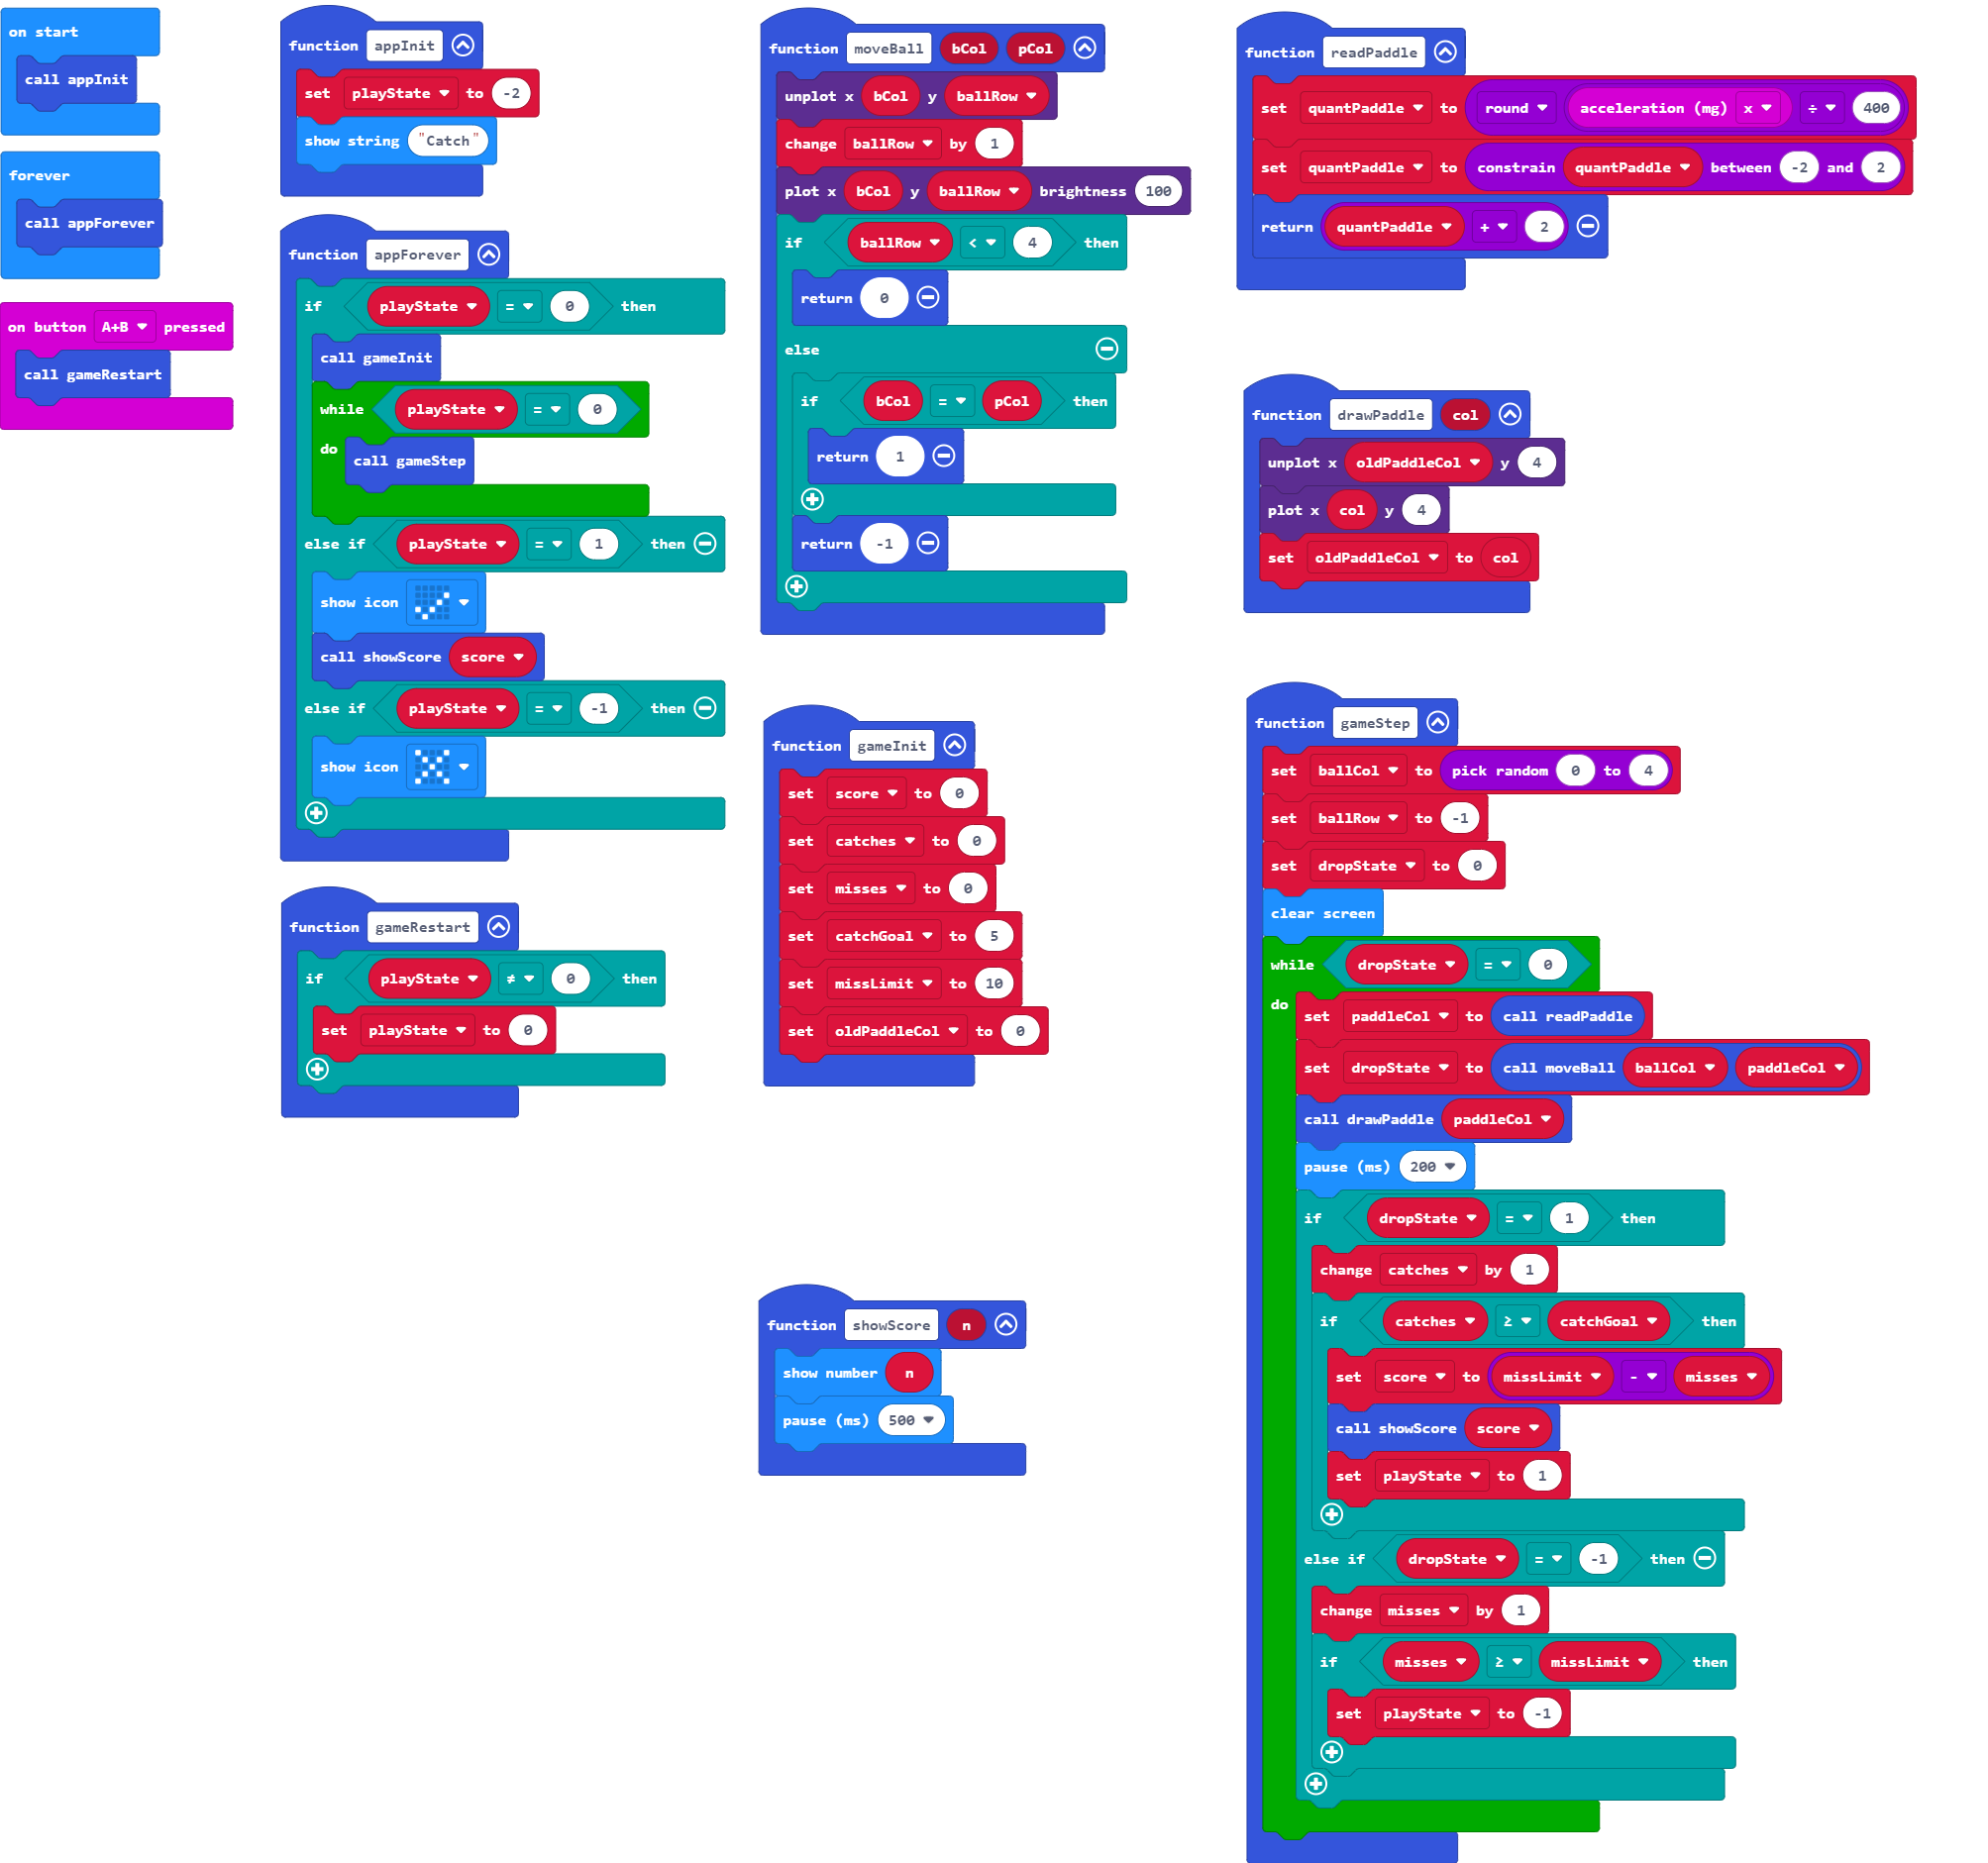 on start
call appInit
forever
call appForever
on button A+B pressed
call gameRestart
function appInit
set playState to -2
show string "Catch"
function appForever
if playState = 0 then
call gameInit
while playState = 0
do call gameStep
else if playState = 1 then
show icon
call showScore score
else if playState = -1 then
show icon
function gameRestart
if playState ≠ 0 then
set playState to 0
function moveBall bCol pCol
unplot x bCol y ballRow
change ballRow by 1
plot x bCol y ballRow brightness 100
if ballRow < 4 then
return 0
else
if bCol = pCol then
return 1
return -1
function gameInit
set score to 0
set catches to 0
set misses to 0
set catchGoal to 5
set missLimit to 10
set oldPaddleCol to 0
function showScore n
show number n
pause (ms) 500
function readPaddle
set quantPaddle to round acceleration (mg) x ÷ 400
set quantPaddle to constrain quantPaddle between -2 and 2
return quantPaddle + 2
function drawPaddle col
unplot x oldPaddleCol y 4
plot x col y 4
set oldPaddleCol to col
function gameStep
set ballCol to pick random 0 to 4
set ballRow to -1
set dropState to 0
clear screen
while dropState = 0
do set paddleCol to call readPaddle
set dropState to call moveBall ballCol paddleCol
call drawPaddle paddleCol
pause (ms) 200
if dropState = 1 then
change catches by 1
if catches ≥ catchGoal then
set score to missLimit - misses
call showScore score
set playState to 1
else if dropState = -1 then
change misses by 1
if misses ≥ missLimit then
set playState to -1